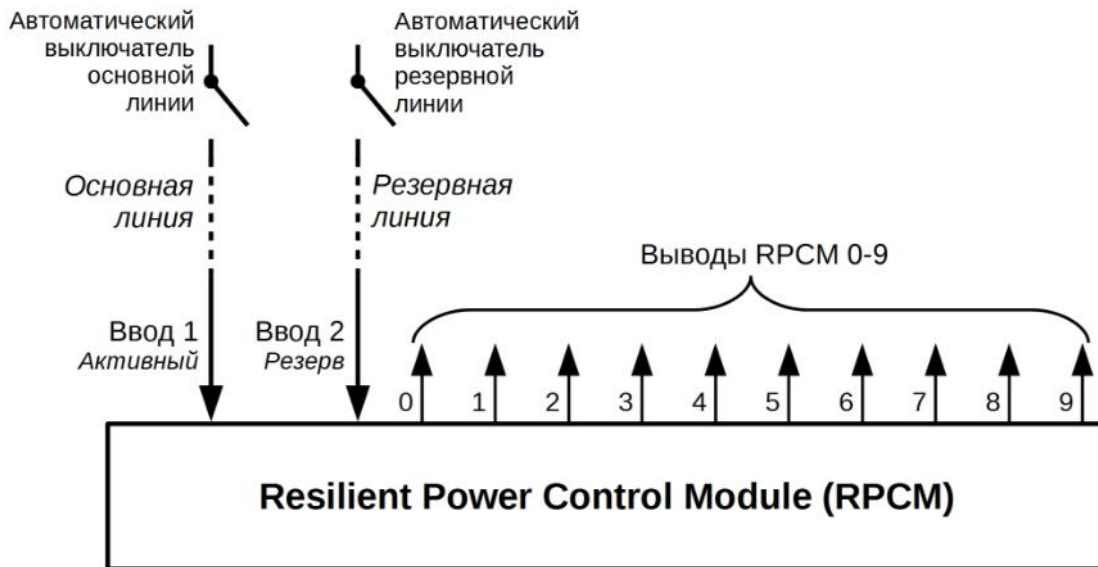 Автоматический
выключатель
основной
линии
Автоматический
выключатель
резервной
линии
Основная
линия
Резервная
линия
Выводы RPCM 0-9
Ввод 1
Активный
Ввод 2
Резерв
0 1 2 3 4 5 6 7 8 9
Resilient Power Control Module (RPCM)